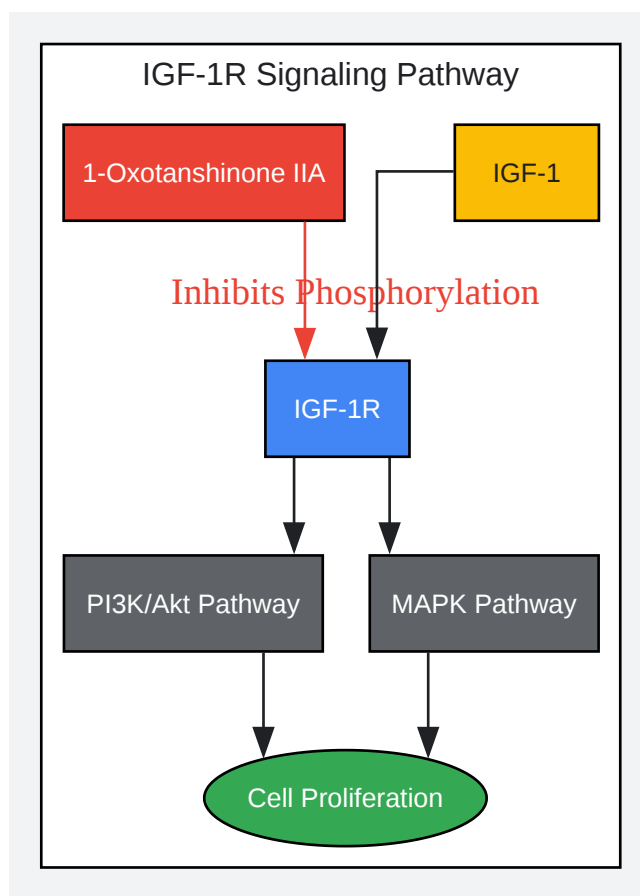 IGF-1R Signaling Pathway
1-Oxotanshinone IIA
IGF-1
Inhibits Phosphorylation
IGF-1R
PI3K/Akt Pathway
MAPK Pathway
Cell Proliferation